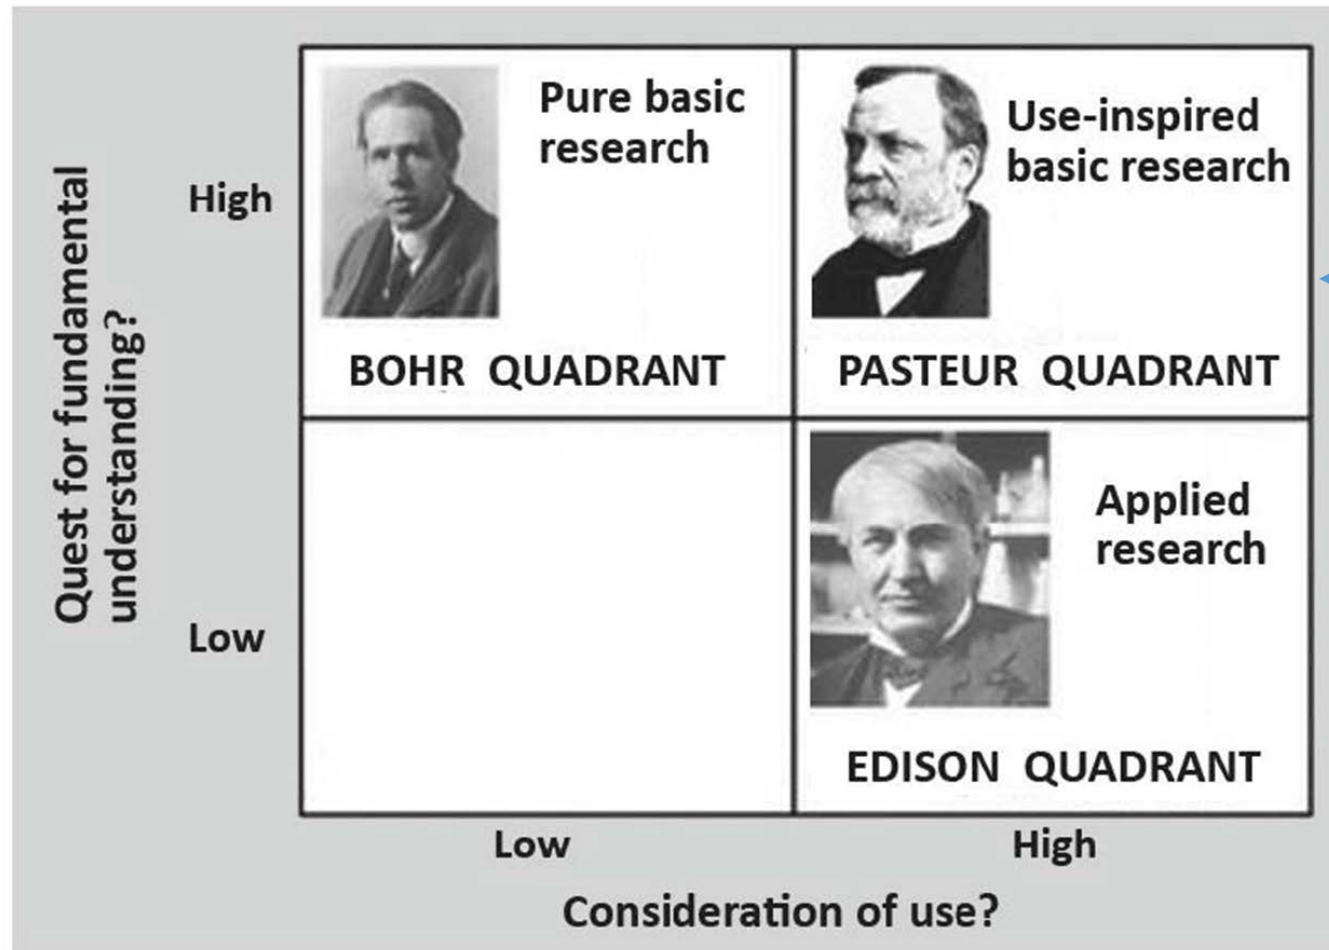 Quest for fundamental
understanding?
High
Pure basic
research
BOHR QUADRANT
Use-inspired
basic research
PASTEUR QUADRANT
Low
Applied
research
EDISON QUADRANT
Low
High
Consideration of use?